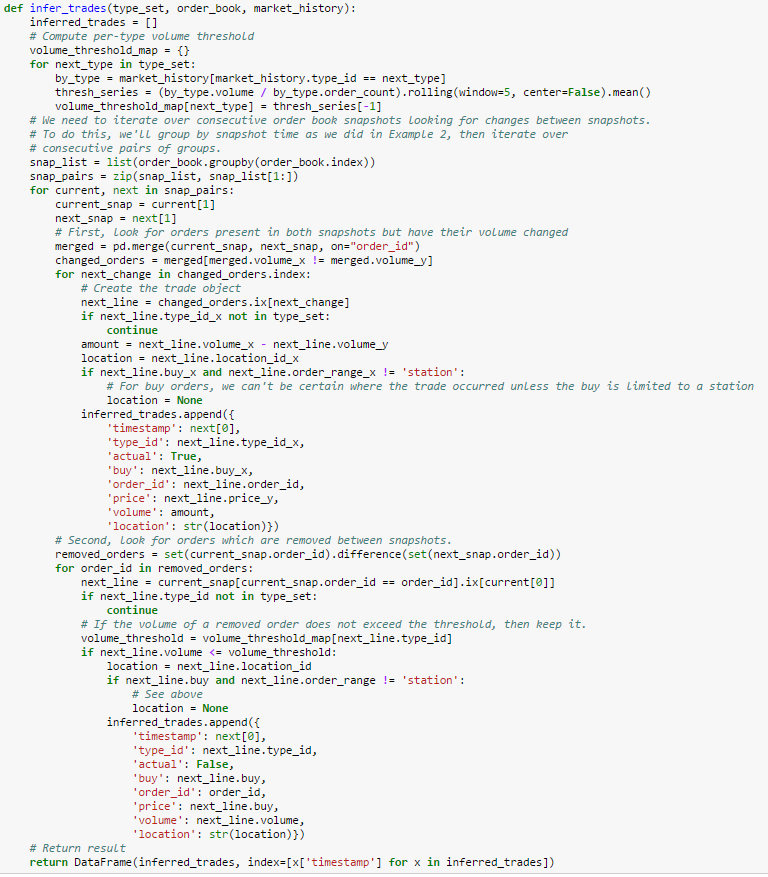 def infer_trades(type_set, order_book, market_history):
    inferred_trades = []
    # Compute per-type volume threshold
    volume_threshold_map = {}
    for next_type in type_set:
        by_type = market_history[market_history.type_id == next_type]
        thresh_series = (by_type.volume / by_type.order_count).rolling(window=5, center=False).mean()
        volume_threshold_map[next_type] = thresh_series[-1]
    # We need to iterate over consecutive order book snapshots looking for changes between snapshots.
    # To do this, we'll group by snapshot time as we did in Example 2, then iterate over
    # consecutive pairs of groups.
    snap_list = list(order_book.groupby(order_book.index))
    snap_pairs = zip(snap_list, snap_list[1:])
    for current, next in snap_pairs:
        current_snap = current[1]
        next_snap = next[1]
        # First, look for orders present in both snapshots but have their volume changed
        merged = pd.merge(current_snap, next_snap, on="order_id")
        changed_orders = merged[merged.volume_x != merged.volume_y]
        for next_change in changed_orders.index:
            # Create the trade object
            next_line = changed_orders.ix[next_change]
            if next_line.type_id_x not in type_set:
                continue
            amount = next_line.volume_x - next_line.volume_y
            location = next_line.location_id_x
            if next_line.buy_x and next_line.order_range_x != 'station':
                # For buy orders, we can't be certain where the trade occurred unless the buy is limited to a station
                location = None
            inferred_trades.append({
                'timestamp': next[0],
                'type_id': next_line.type_id_x,
                'actual': True,
                'buy': next_line.buy_x,
                'order_id': next_line.order_id,
                'price': next_line.price_y,
                'volume': amount,
                'location': str(location)})
        # Second, look for orders which are removed between snapshots.
        removed_orders = set(current_snap.order_id).difference(set(next_snap.order_id))
        for order_id in removed_orders:
            next_line = current_snap[current_snap.order_id == order_id].ix[current[0]]
            if next_line.type_id not in type_set:
                continue
            # If the volume of a removed order does not exceed the threshold, then keep it.
            volume_threshold = volume_threshold_map[next_line.type_id]
            if next_line.volume <= volume_threshold:
                location = next_line.location_id
                if next_line.buy and next_line.order_range != 'station':
                    # See above
                    location = None
                inferred_trades.append({
                    'timestamp': next[0],
                    'type_id': next_line.type_id,
                    'actual': False,
                    'buy': next_line.buy,
                    'order_id': order_id,
                    'price': next_line.buy,
                    'volume': next_line.volume,
                    'location': str(location)})
    # Return result
    return DataFrame(inferred_trades, index=[x['timestamp'] for x in inferred_trades])